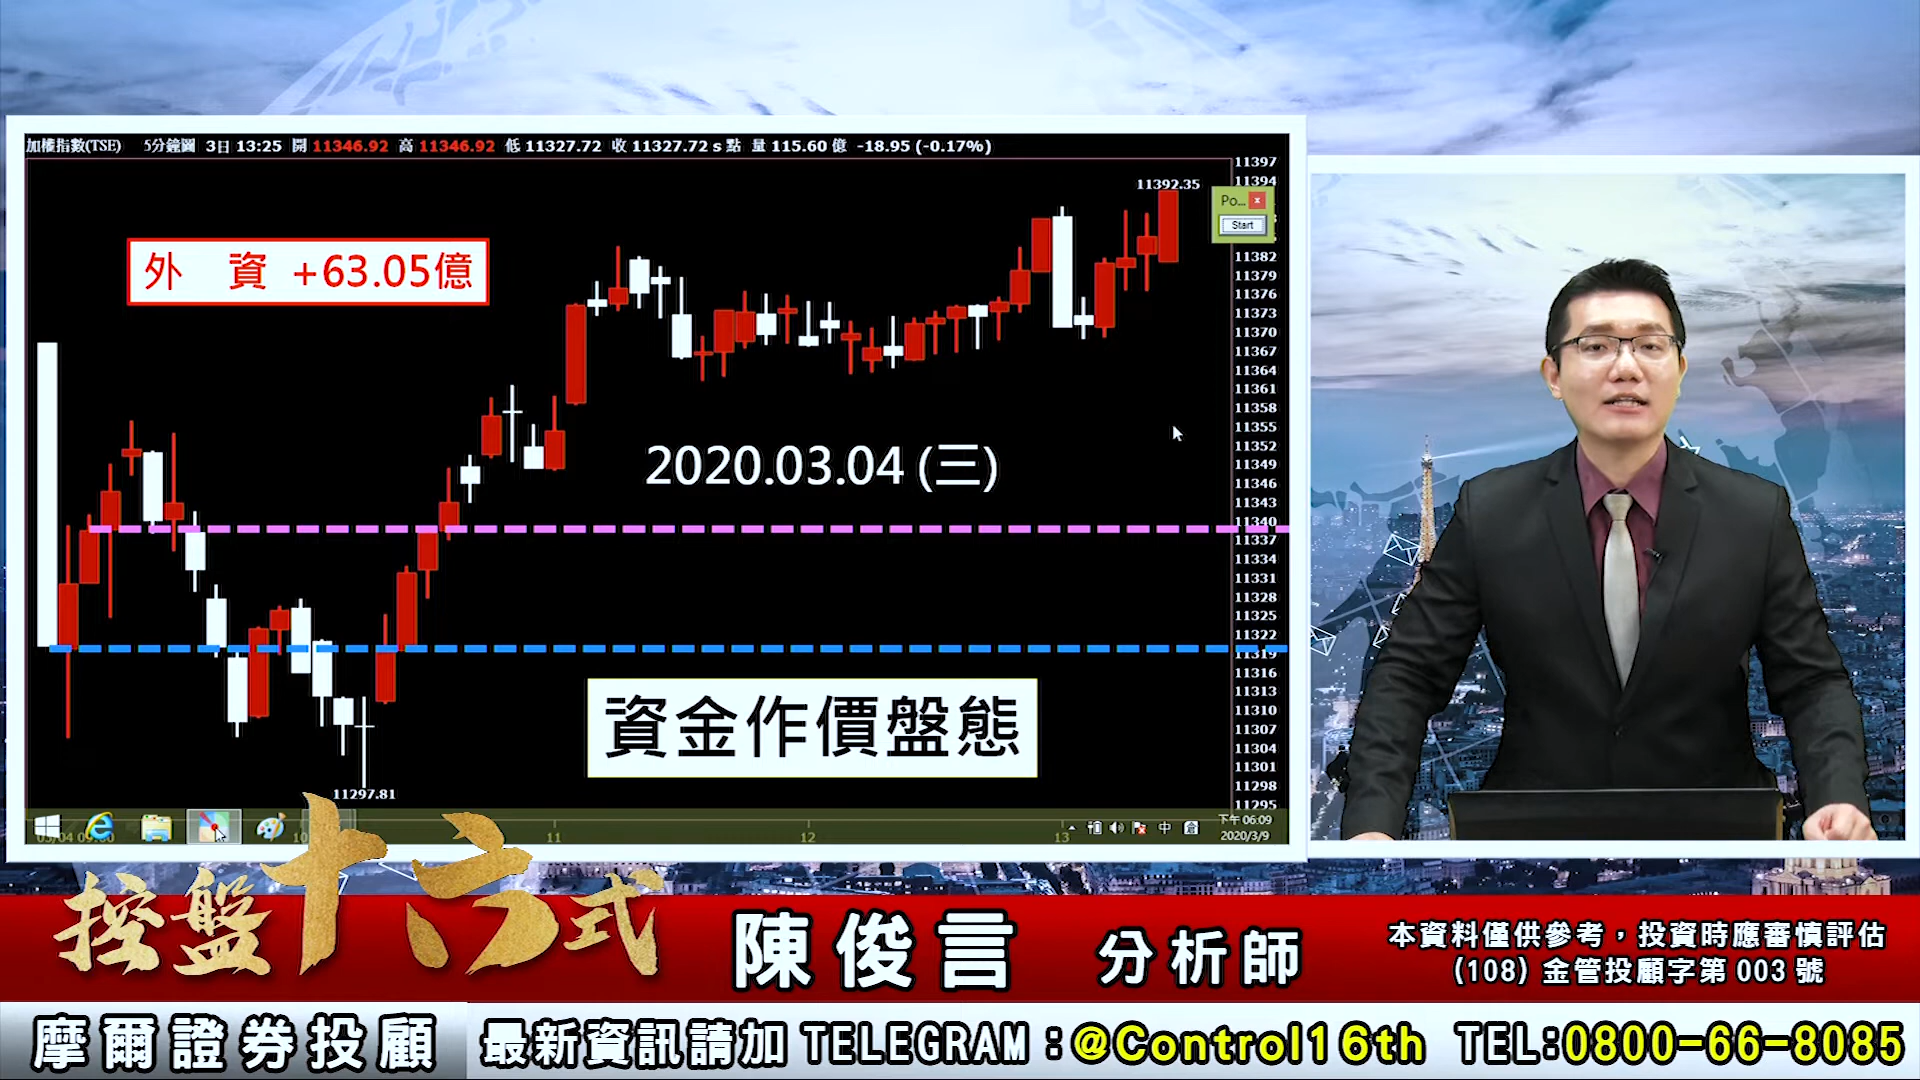 加權指數(TSE) 5分鐘圖 3日 13:25 開 11346.92 高 11346.92 低 11327.72 收 11327.72 s 點 量 115.60 億 -18.95 (-0.17%)
11397
11394
11392.35
Po...
x
Start
外 資 +63.05億
11382
11379
11376
11373
11370
11367
11364
11361
11358
11355
11352
11349
11346
11343
11340
11337
11334
11331
11328
11325
11322
11319
11316
11313
11310
11307
11304
11301
11298
11295
2020.03.04 (三)
資金作價盤態
11297.81
11
12
13
中
下午 06:09
2020/3/9
控盤十六式
陳俊言 分析師
本資料僅供參考，投資時應審慎評估
(108) 金管投顧字第 003 號
摩爾證券投顧
最新資訊請加 TELEGRAM：@Control16th TEL:0800-66-8085